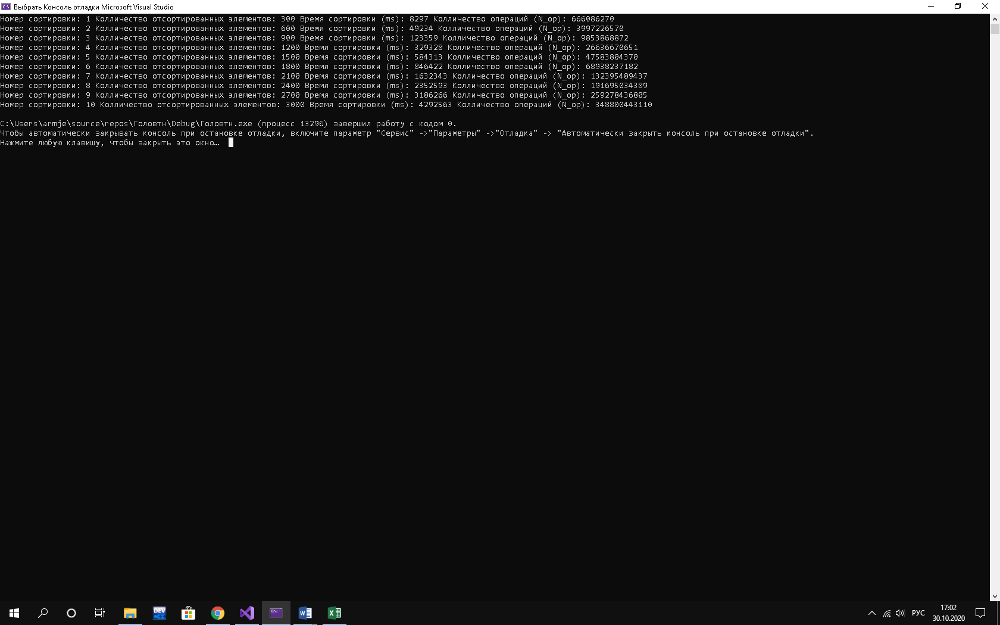 Выбрать Консоль отладки Microsoft Visual Studio
Номер сортировки: 1 Колличество отсортированных элементов: 300 Время сортировки (ms): 8297 Колличество операций (N_op): 666086270
Номер сортировки: 2 Колличество отсортированных элементов: 600 Время сортировки (ms): 49234 Колличество операций (N_op): 3997226570
Номер сортировки: 3 Колличество отсортированных элементов: 900 Время сортировки (ms): 123359 Колличество операций (N_op): 9853868872
Номер сортировки: 4 Колличество отсортированных элементов: 1200 Время сортировки (ms): 329328 Колличество операций (N_op): 26636670651
Номер сортировки: 5 Колличество отсортированных элементов: 1500 Время сортировки (ms): 584313 Колличество операций (N_op): 47583804370
Номер сортировки: 6 Колличество отсортированных элементов: 1800 Время сортировки (ms): 846422 Колличество операций (N_op): 68938237182
Номер сортировки: 7 Колличество отсортированных элементов: 2100 Время сортировки (ms): 1632343 Колличество операций (N_op): 132395489437
Номер сортировки: 8 Колличество отсортированных элементов: 2400 Время сортировки (ms): 2352593 Колличество операций (N_op): 191695034389
Номер сортировки: 9 Колличество отсортированных элементов: 2700 Время сортировки (ms): 3186266 Колличество операций (N_op): 259278436805
Номер сортировки: 10 Колличество отсортированных элементов: 3000 Время сортировки (ms): 4292563 Колличество операций (N_op): 348800443110
C:\Users\armje\source\repos\Головтн\Debug\Головтн.exe (процесс 13296) завершил работу с кодом 0.
Чтобы автоматически закрывать консоль при остановке отладки, включите параметр "Сервис" ->"Параметры" ->"Отладка" -> "Автоматически закрыть консоль при остановке отладки".
Нажмите любую клавишу, чтобы закрыть это окно…
DEV
РУС
17:02
30.10.2020